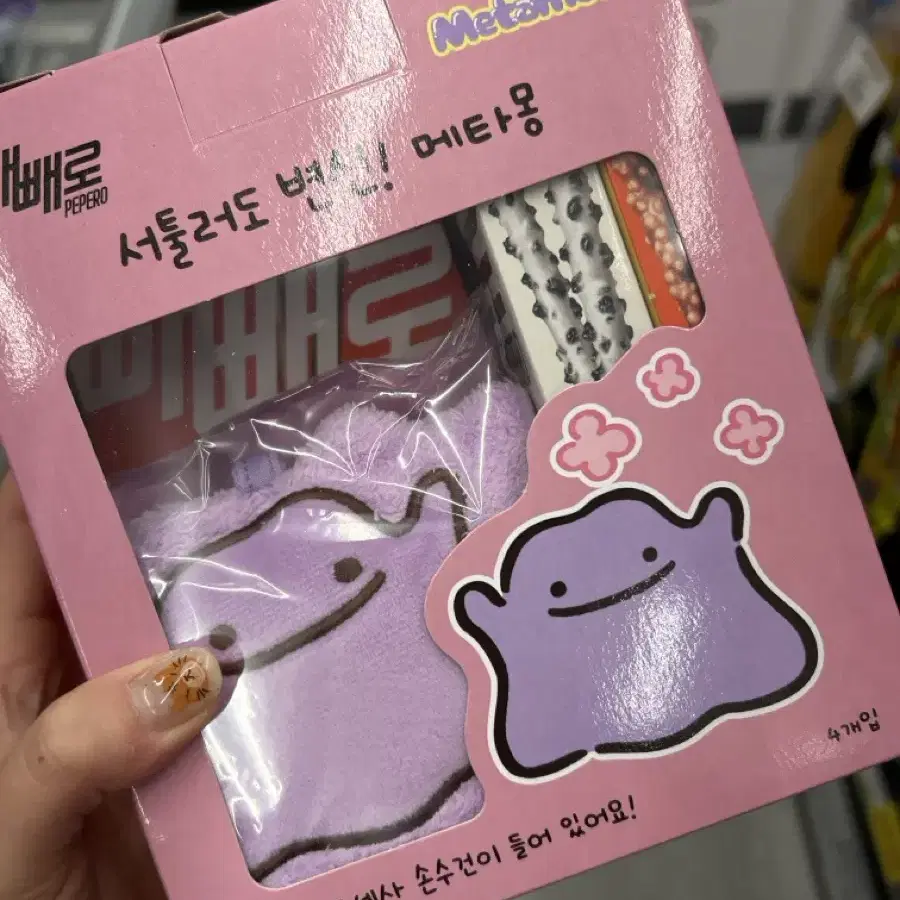 Metamo
빼빼로
PEPERO
서툴러도 변신! 메타몽
빼빼로
4개입
손수건이 들어 있어요!